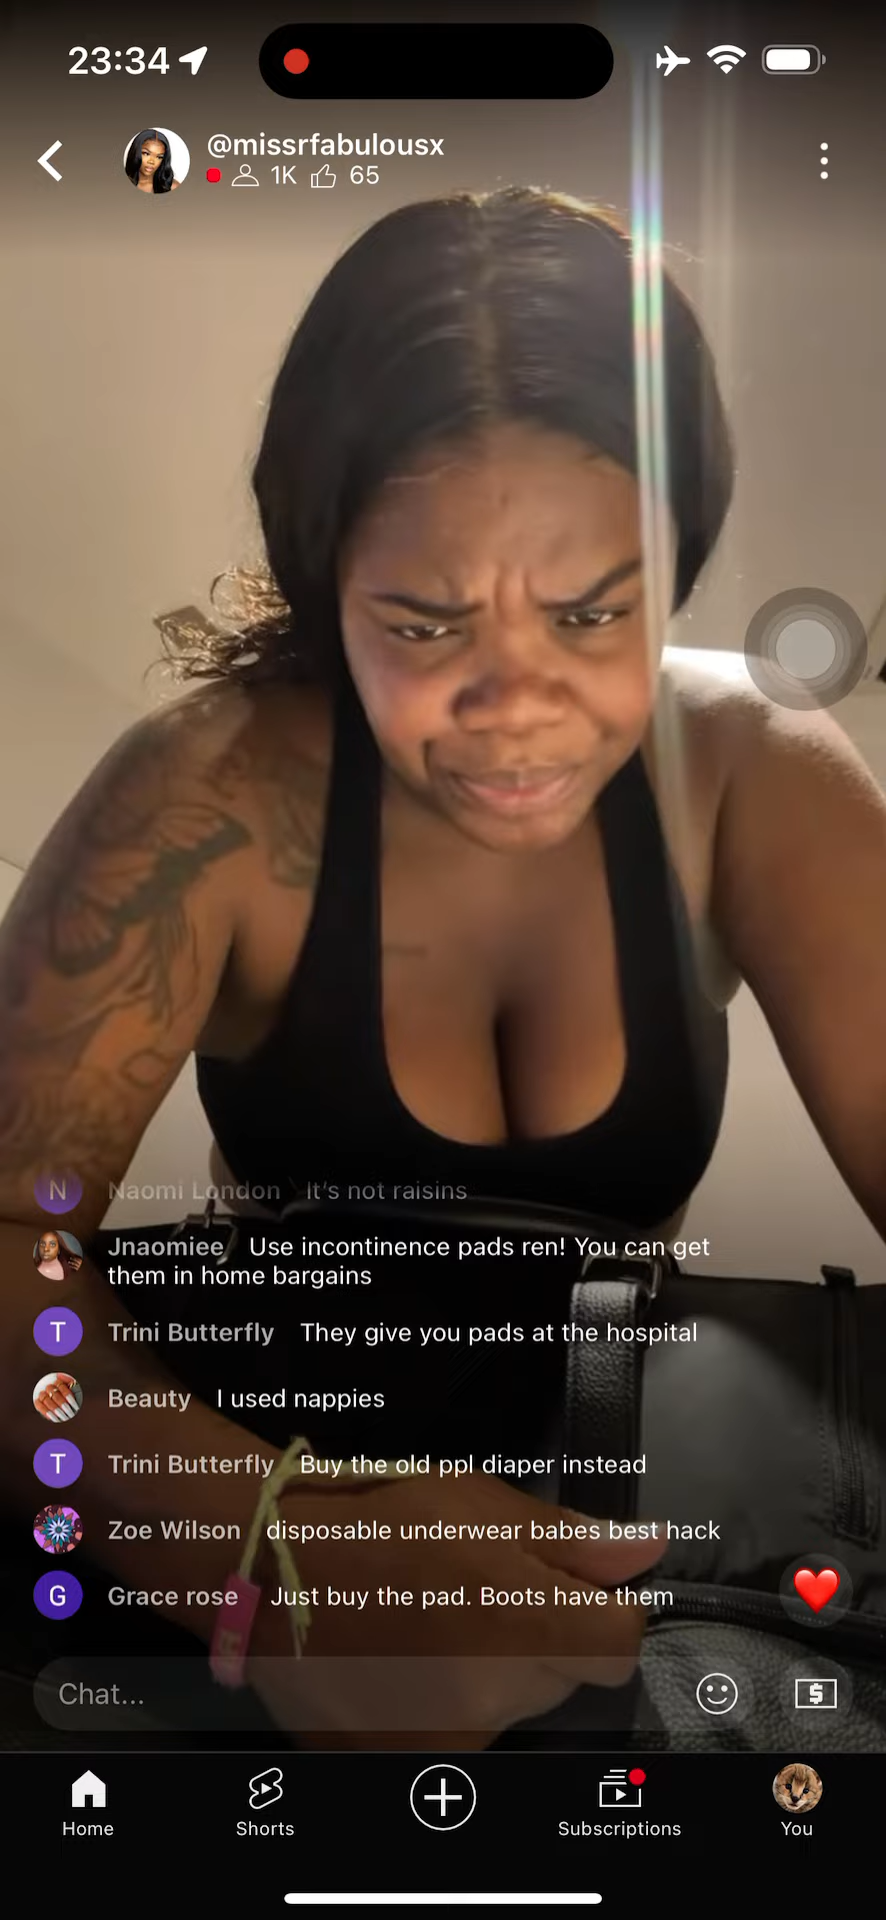 23:34
@missrfabulousx
1K 65
N Naomi London It's not raisins
Jnaomiee Use incontinence pads ren! You can get
them in home bargains
T Trini Butterfly They give you pads at the hospital
Beauty I used nappies
T Trini Butterfly Buy the old ppl diaper instead
Zoe Wilson disposable underwear babes best hack
G Grace rose Just buy the pad. Boots have them
Chat...
$
Home Shorts Subscriptions You